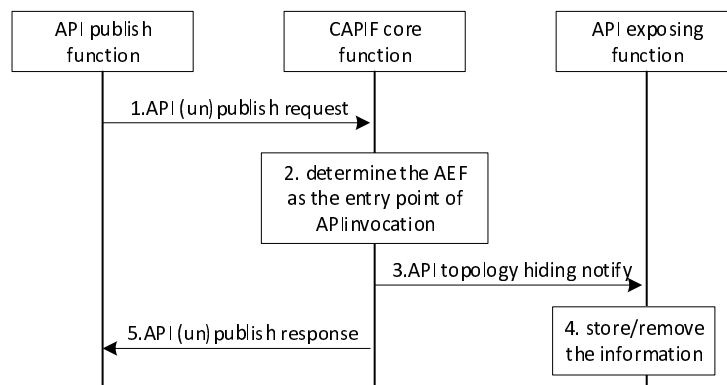 API publish
function
CAPIF core
function
API exposing
function
1.API (un) publish request
2. determine the AEF
as the entry point of
API invocation
3.API topology hiding notify
4. store/remove
the information
5.API (un) publish response